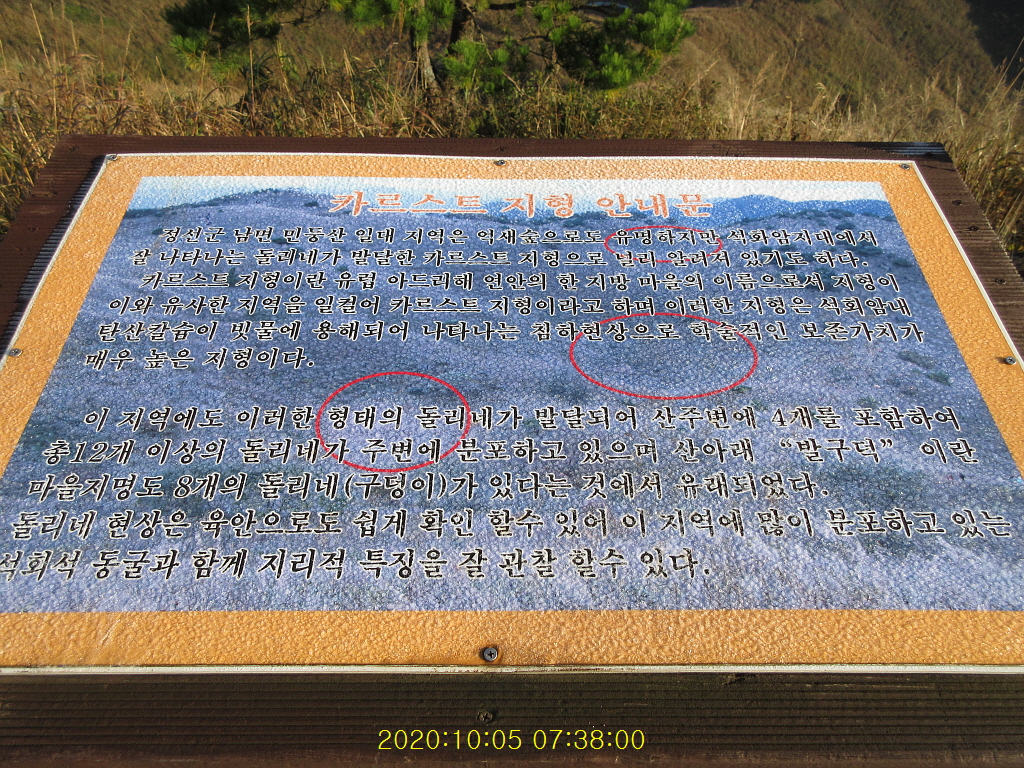 카르스트 지형 안내문
정선군 남면 민둥산 일대 지역은 억새숲으로도 유명하지만 석회암지대에서
잘 나타나는 돌리네가 발달한 카르스트 지형으로 널리 알려져 있기도 하다.
카르스트 지형이란 유럽 아드리해 연안의 한 지방 마을의 이름으로서 지형이
이와 유사한 지역을 일컬어 카르스트 지형이라고 하며 이러한 지형은 석회암내
탄산칼슘이 빗물에 용해되어 나타나는 침하현상으로 학술적인 보존가치가
매우 높은 지형이다.
이 지역에도 이러한 형태의 돌리네가 발달되어 산주변에 4개를 포함하여
총12개 이상의 돌리네가 주변에 분포하고 있으며 산아래 “발구덕” 이란
마을지명도 8개의 돌리네(구덩이)가 있다는 것에서 유래되었다.
돌리네 현상은 육안으로도 쉽게 확인 할수 있어 이 지역에 많이 분포하고 있는
석회석 동굴과 함께 지리적 특징을 잘 관찰 할수 있다.
2020:10:05 07:38:00